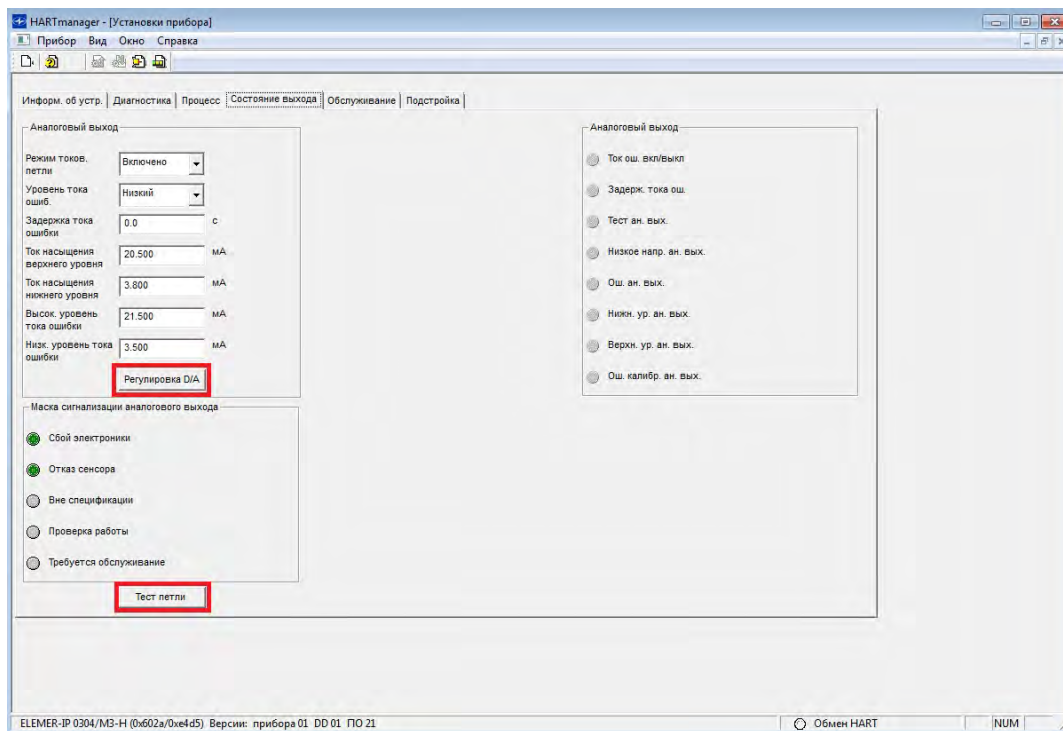 HARTmanager - [Установки прибора]
Прибор Вид Окно Справка
Информ. об устр. Диагностика Процесс Состояние выхода Обслуживание Подстройка
Аналоговый выход
Режим токов. петли
Включено
Уровень тока ошиб.
Низкий
Задержка тока ошибки
0.0
с
Ток насыщения верхнего уровня
20.500
мА
Ток насыщения нижнего уровня
3.800
мА
Высок. уровень тока ошибки
21.500
мА
Низк. уровень тока ошибки
3.500
мА
Регулировка D/A
Маска сигнализации аналогового выхода
Сбой электроники
Отказ сенсора
Вне спецификации
Проверка работы
Требуется обслуживание
Тест петли
Аналоговый выход
Ток ош. вкл/выкл
Задерж. тока ош.
Тест ан. вых.
Низкое напр. ан. вых.
Ош. ан. вых.
Нижн. ур. ан. вых.
Верхн. ур. ан. вых.
Ош. калибр. ан. вых.
ELEMER-IP 0304/M3-H (0x602a/0xe4d5) Версии: прибора 01 DD 01 ПО 21
Обмен HART
NUM